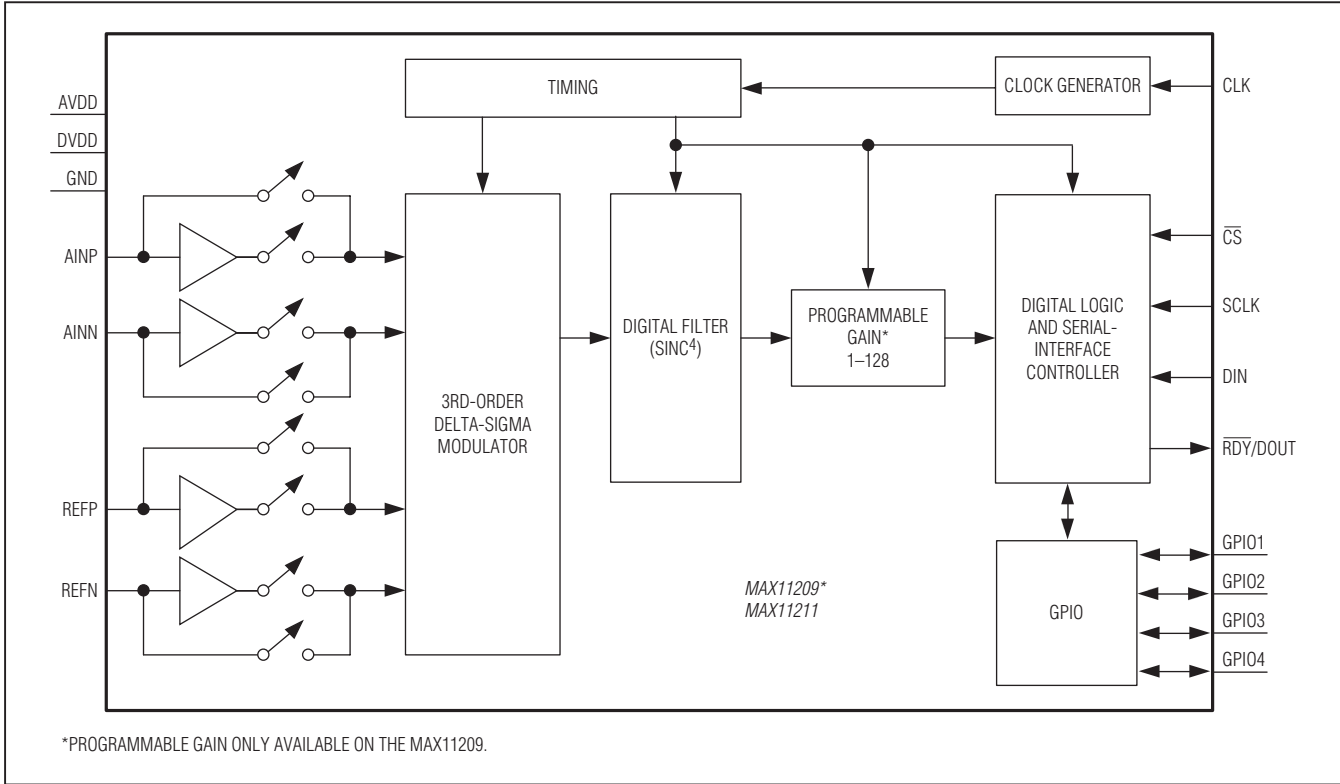 TIMING
CLOCK GENERATOR
CLK
AVDD
DVDD
GND
AINP
AINN
REFP
REFN
3RD-ORDER
DELTA-SIGMA
MODULATOR
DIGITAL FILTER
(SINC⁴)
PROGRAMMABLE
GAIN*
1–128
DIGITAL LOGIC
AND SERIAL-
INTERFACE
CONTROLLER
C̅S̅
SCLK
DIN
R̅D̅Y̅/DOUT
GPIO
GPIO1
GPIO2
GPIO3
GPIO4
MAX11209*
MAX11211
*PROGRAMMABLE GAIN ONLY AVAILABLE ON THE MAX11209.